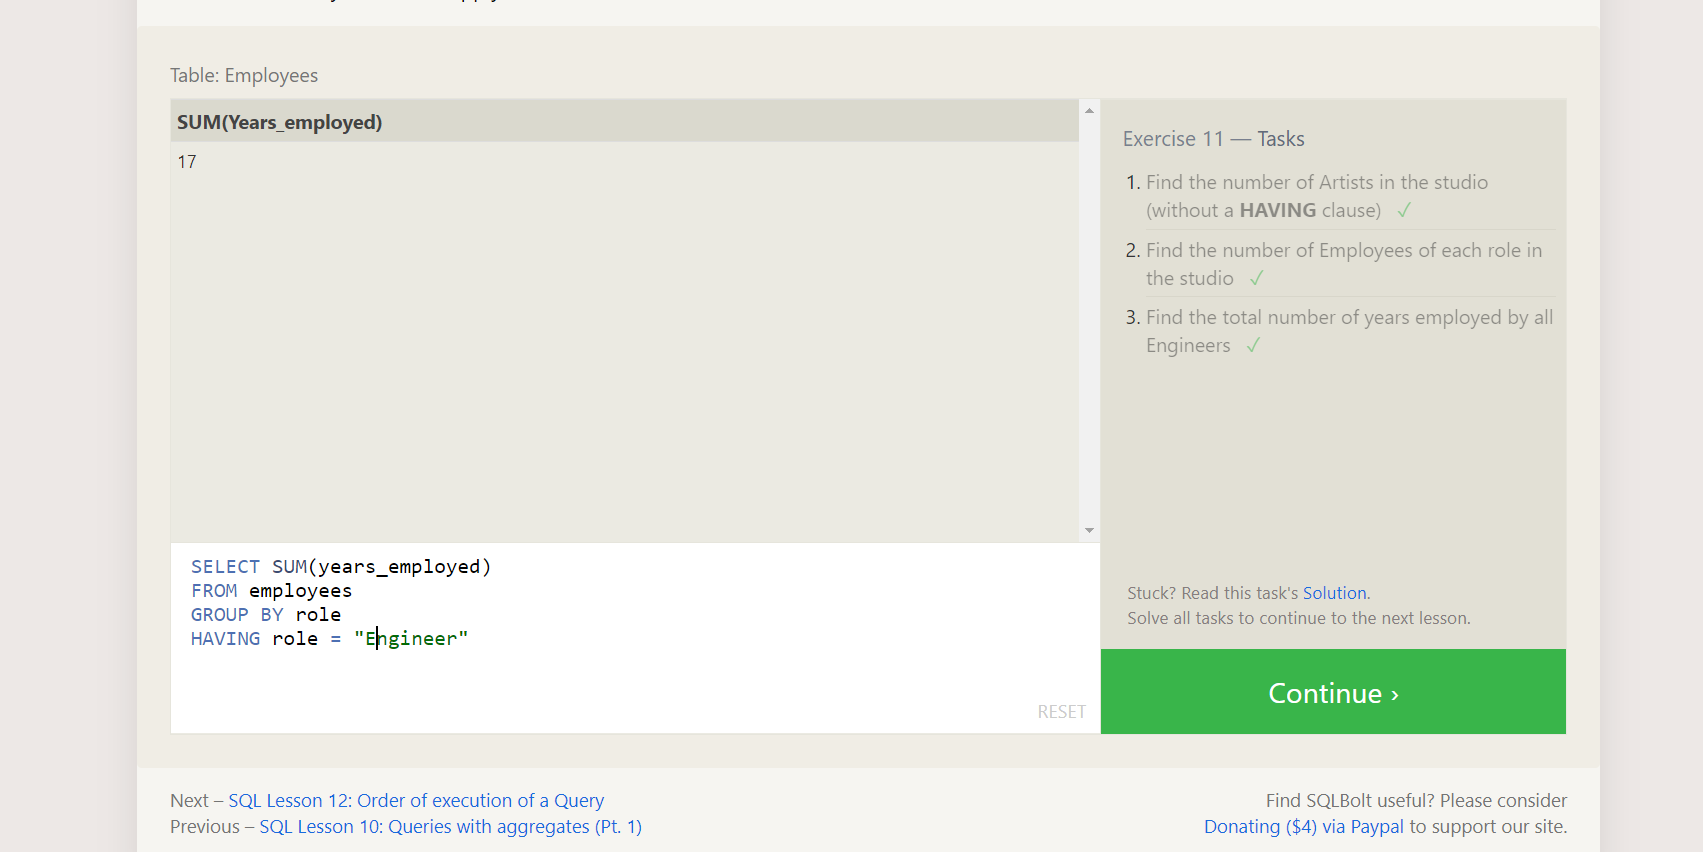 Table: Employees
SUM(Years_employed)
17
SELECT SUM(years_employed)
FROM employees
GROUP BY role
HAVING role = "Engineer"
RESET
Exercise 11 — Tasks
1. Find the number of Artists in the studio
(without a HAVING clause) ✓
2. Find the number of Employees of each role in
the studio ✓
3. Find the total number of years employed by all
Engineers ✓
Stuck? Read this task's Solution.
Solve all tasks to continue to the next lesson.
Continue ›
Next – SQL Lesson 12: Order of execution of a Query
Previous – SQL Lesson 10: Queries with aggregates (Pt. 1)
Find SQLBolt useful? Please consider
Donating ($4) via Paypal to support our site.